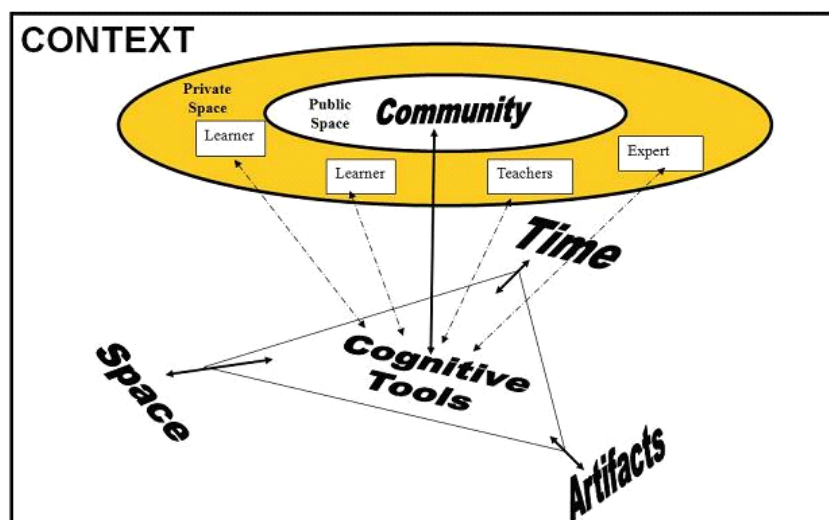 CONTEXT
Private
Space
Public
Space
Community
Learner
Learner
Teachers
Expert
Time
Space
Cognitive
Tools
Artifacts